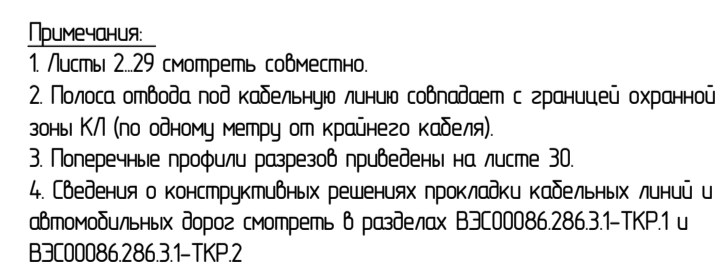 Примечания:
1. Листы 2...29 смотреть совместно.
2. Полоса отвода под кабельную линию совпадает с границей охранной
зоны КЛ (по одному метру от крайнего кабеля).
3. Поперечные профили разрезов приведены на листе 30.
4. Сведения о конструктивных решениях прокладки кабельных линий и
автомобильных дорог смотреть в разделах ВЭС00086.286.3.1-ТКР.1 и
ВЭС00086.286.3.1-ТКР.2